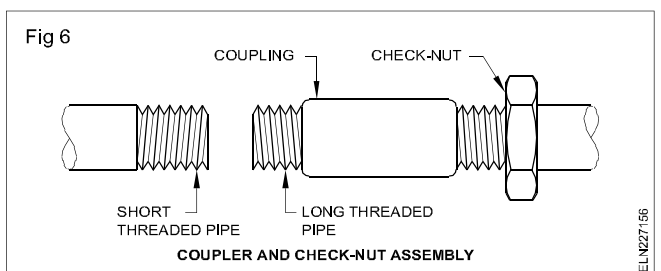 Fig 6
COUPLING
CHECK-NUT
SHORT
THREADED PIPE
LONG THREADED
PIPE
COUPLER AND CHECK-NUT ASSEMBLY
ELN227156